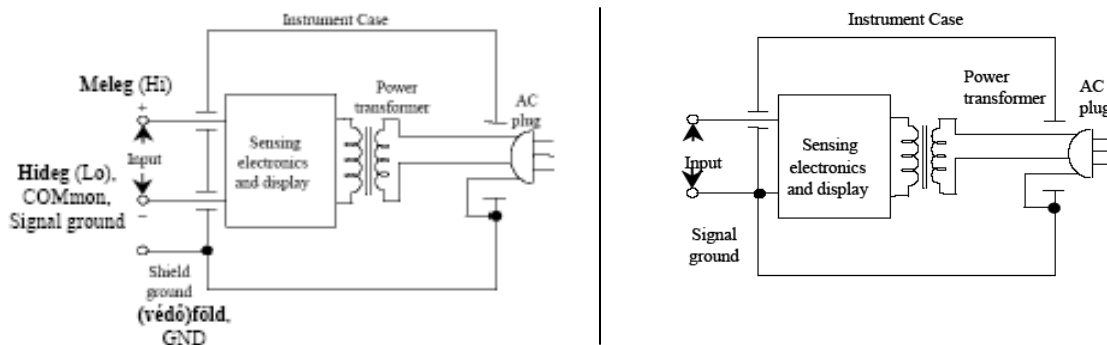 Instrument Case
Meleg (Hi)
+
Input
Hideg (Lo),
COMmon,
Signal ground
−
Sensing
electronics
and display
Power
transformer
AC
plug
Shield
ground
(védő)föld,
GND
Instrument Case
Input
Signal
ground
Sensing
electronics
and display
Power
transformer
AC
plug